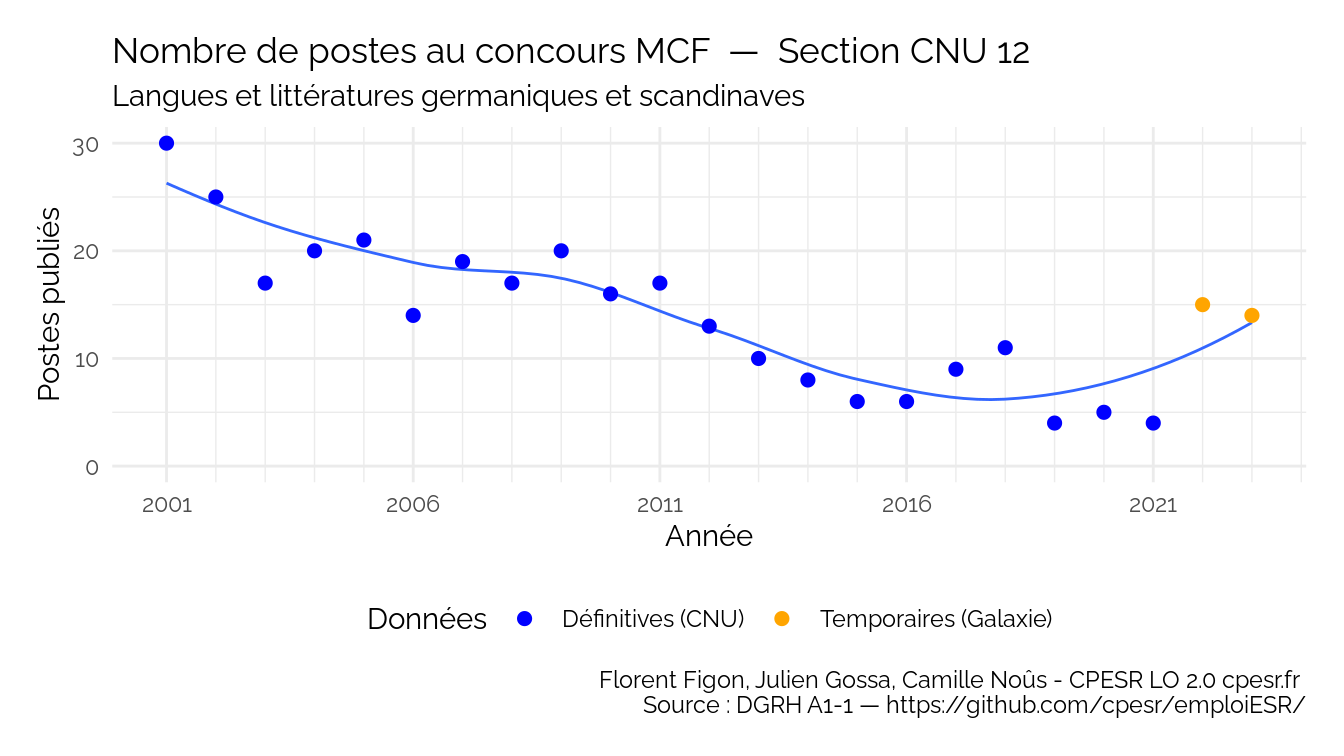 Nombre de postes au concours MCF — Section CNU 12
Langues et littératures germaniques et scandinaves
Postes publiés
30
20
10
0
2001 2006 2011 2016 2021
Année
Données Définitives (CNU) Temporaires (Galaxie)
Florent Figon, Julien Gossa, Camille Noûs - CPESR LO 2.0 cpesr.fr
Source : DGRH A1-1 — https://github.com/cpesr/emploiESR/